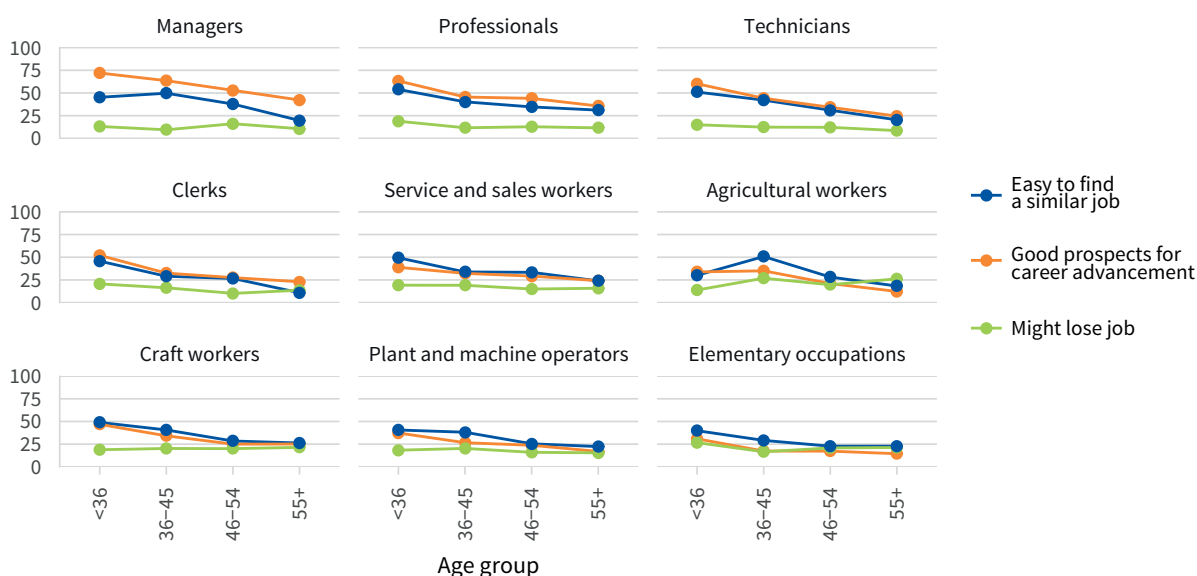 Managers
Professionals
Technicians
100
75
50
25
0
Clerks
Service and sales workers
Agricultural workers
100
75
50
25
0
Craft workers
Plant and machine operators
Elementary occupations
100
75
50
25
0
<36
36–45
46–54
55+
<36
36–45
46–54
55+
<36
36–45
46–54
55+
Age group
Easy to find
a similar job
Good prospects for
career advancement
Might lose job